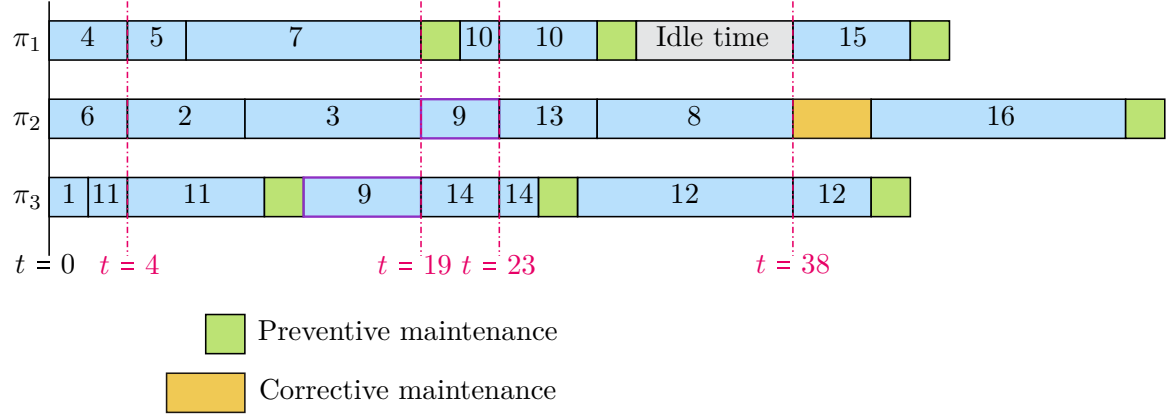 π1 4 5 7 10 10 Idle time 15
π2 6 2 3 9 13 8 16
π3 1 11 11 9 14 14 12 12
t = 0 t = 4 t = 19 t = 23 t = 38
Preventive maintenance
Corrective maintenance